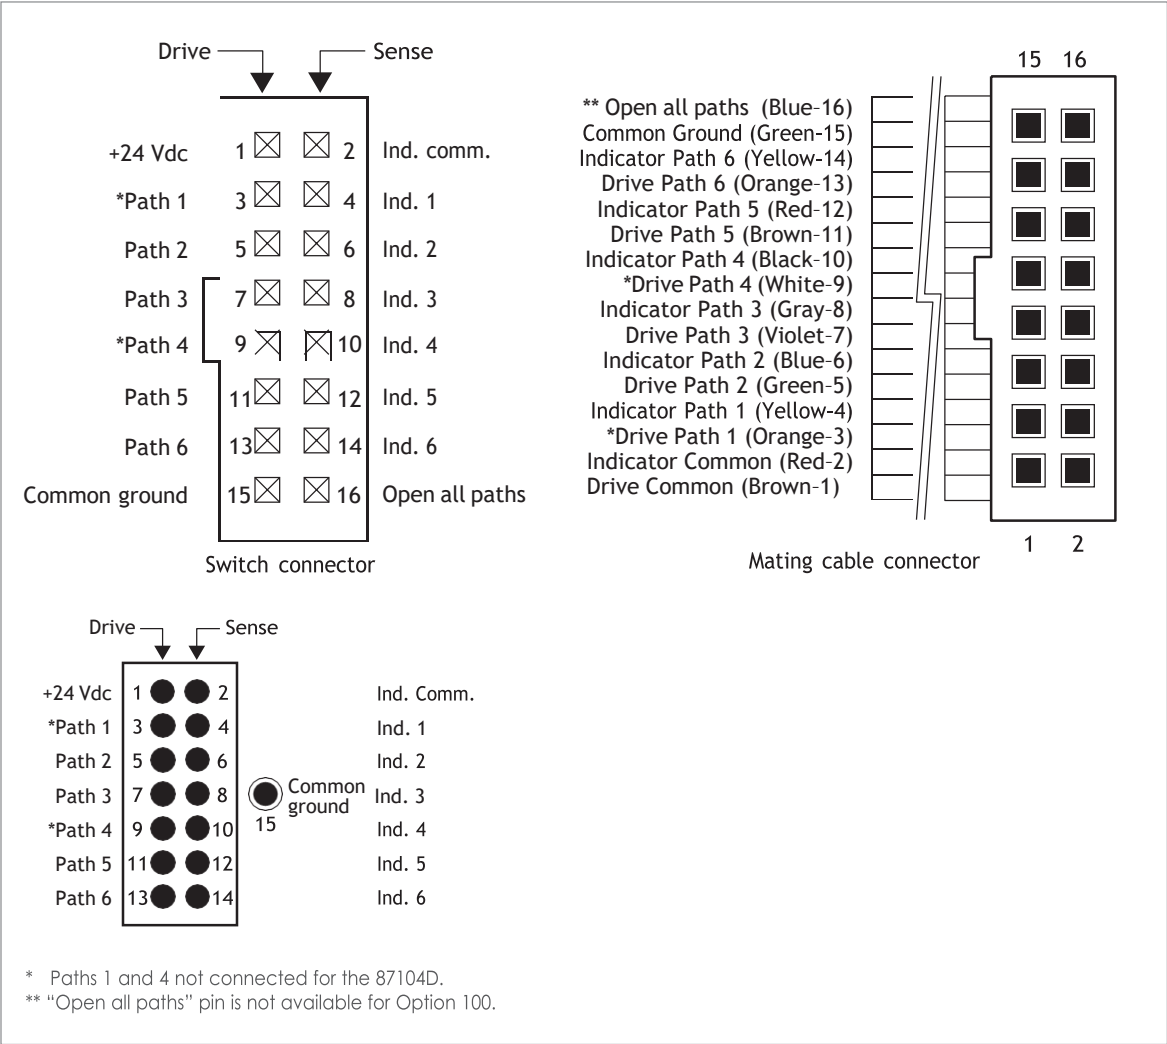 Drive Sense
+24 Vdc 1 2 Ind. comm.
*Path 1 3 4 Ind. 1
Path 2 5 6 Ind. 2
Path 3 7 8 Ind. 3
*Path 4 9 10 Ind. 4
Path 5 11 12 Ind. 5
Path 6 13 14 Ind. 6
Common ground 15 16 Open all paths
Switch connector
15 16
** Open all paths (Blue-16)
Common Ground (Green-15)
Indicator Path 6 (Yellow-14)
Drive Path 6 (Orange-13)
Indicator Path 5 (Red-12)
Drive Path 5 (Brown-11)
Indicator Path 4 (Black-10)
*Drive Path 4 (White-9)
Indicator Path 3 (Gray-8)
Drive Path 3 (Violet-7)
Indicator Path 2 (Blue-6)
Drive Path 2 (Green-5)
Indicator Path 1 (Yellow-4)
*Drive Path 1 (Orange-3)
Indicator Common (Red-2)
Drive Common (Brown-1)
1 2
Mating cable connector
Drive Sense
+24 Vdc 1 2 Ind. Comm.
*Path 1 3 4 Ind. 1
Path 2 5 6 Ind. 2
Path 3 7 8 Common Ind. 3
ground
15
*Path 4 9 10 Ind. 4
Path 5 11 12 Ind. 5
Path 6 13 14 Ind. 6
* Paths 1 and 4 not connected for the 87104D.
** “Open all paths” pin is not available for Option 100.